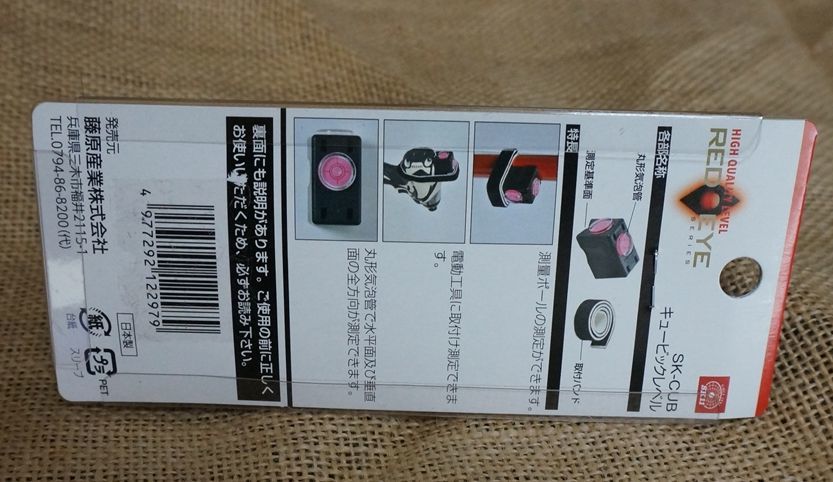 HIGH QUALITY LEVEL
RED EYE
SERIES
SK-CUB
キュービックレベル
各部名称
丸形気泡管
測定基準面
取付バンド
特長
測量ポールの測定ができます。
電動工具に取付け測定できま
す。
丸形気泡管で水平面及び垂直
面の全方向が測定できます。
裏面にも説明があります。ご使用の前に正しく
お使いいただくため、必ずお読み下さい。
4 977292 122979
日本製
発売元
藤原産業株式会社
兵庫県三木市福井2115-1
TEL.0794-86-8200(代)
紙
台紙
PET
スリーブ